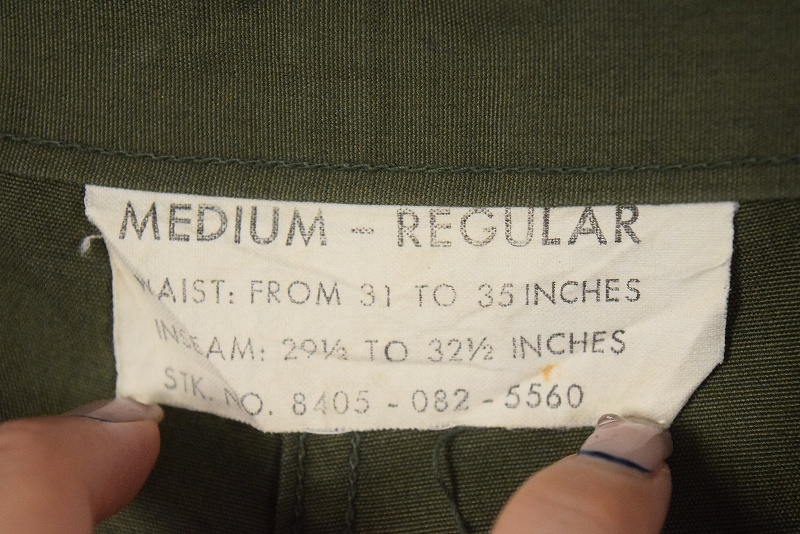 MEDIUM - REGULAR
WAIST: FROM 31 TO 35 INCHES
INSEAM: 29½ TO 32½ INCHES
STK. NO. 8405 - 082 - 5560